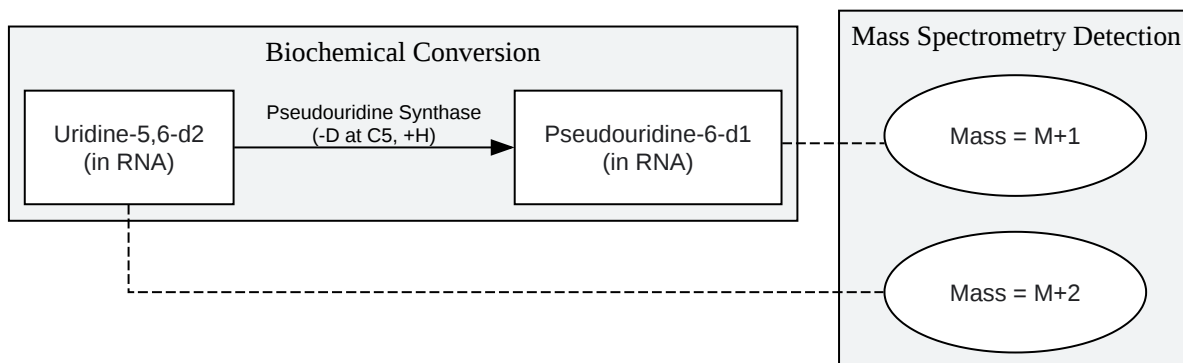 Biochemical Conversion
Uridine-5,6-d2
(in RNA)
Pseudouridine Synthase
(-D at C5, +H)
Pseudouridine-6-d1
(in RNA)
Mass Spectrometry Detection
Mass = M+1
Mass = M+2